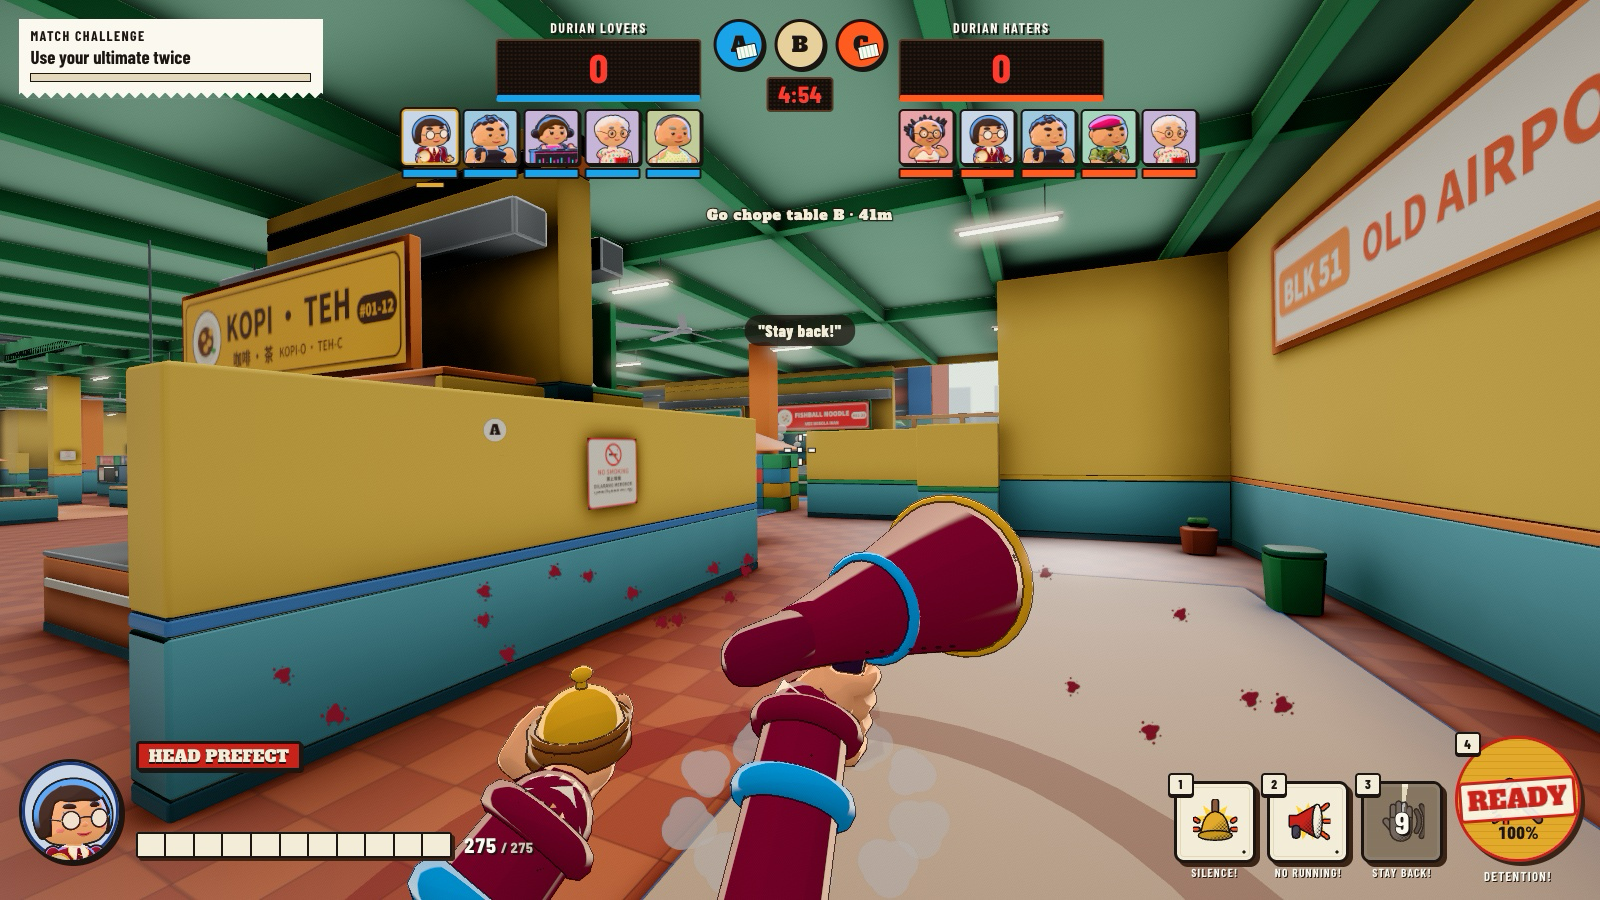 MATCH CHALLENGE
Use your ultimate twice
DURIAN LOVERS
0
A
B
C
4:54
DURIAN HATERS
0
Go chope table B · 41m
BLK 51 OLD AIRPO
KOPI · TEH #01-12
咖啡 · 茶 KOPI-O · TEH-C
"Stay back!"
FISHBALL NOODLE
A
NO SMOKING
HEAD PREFECT
275 / 275
1
2
3
4
9
READY
100%
SILENCE!
NO RUNNING!
STAY BACK!
DETENTION!